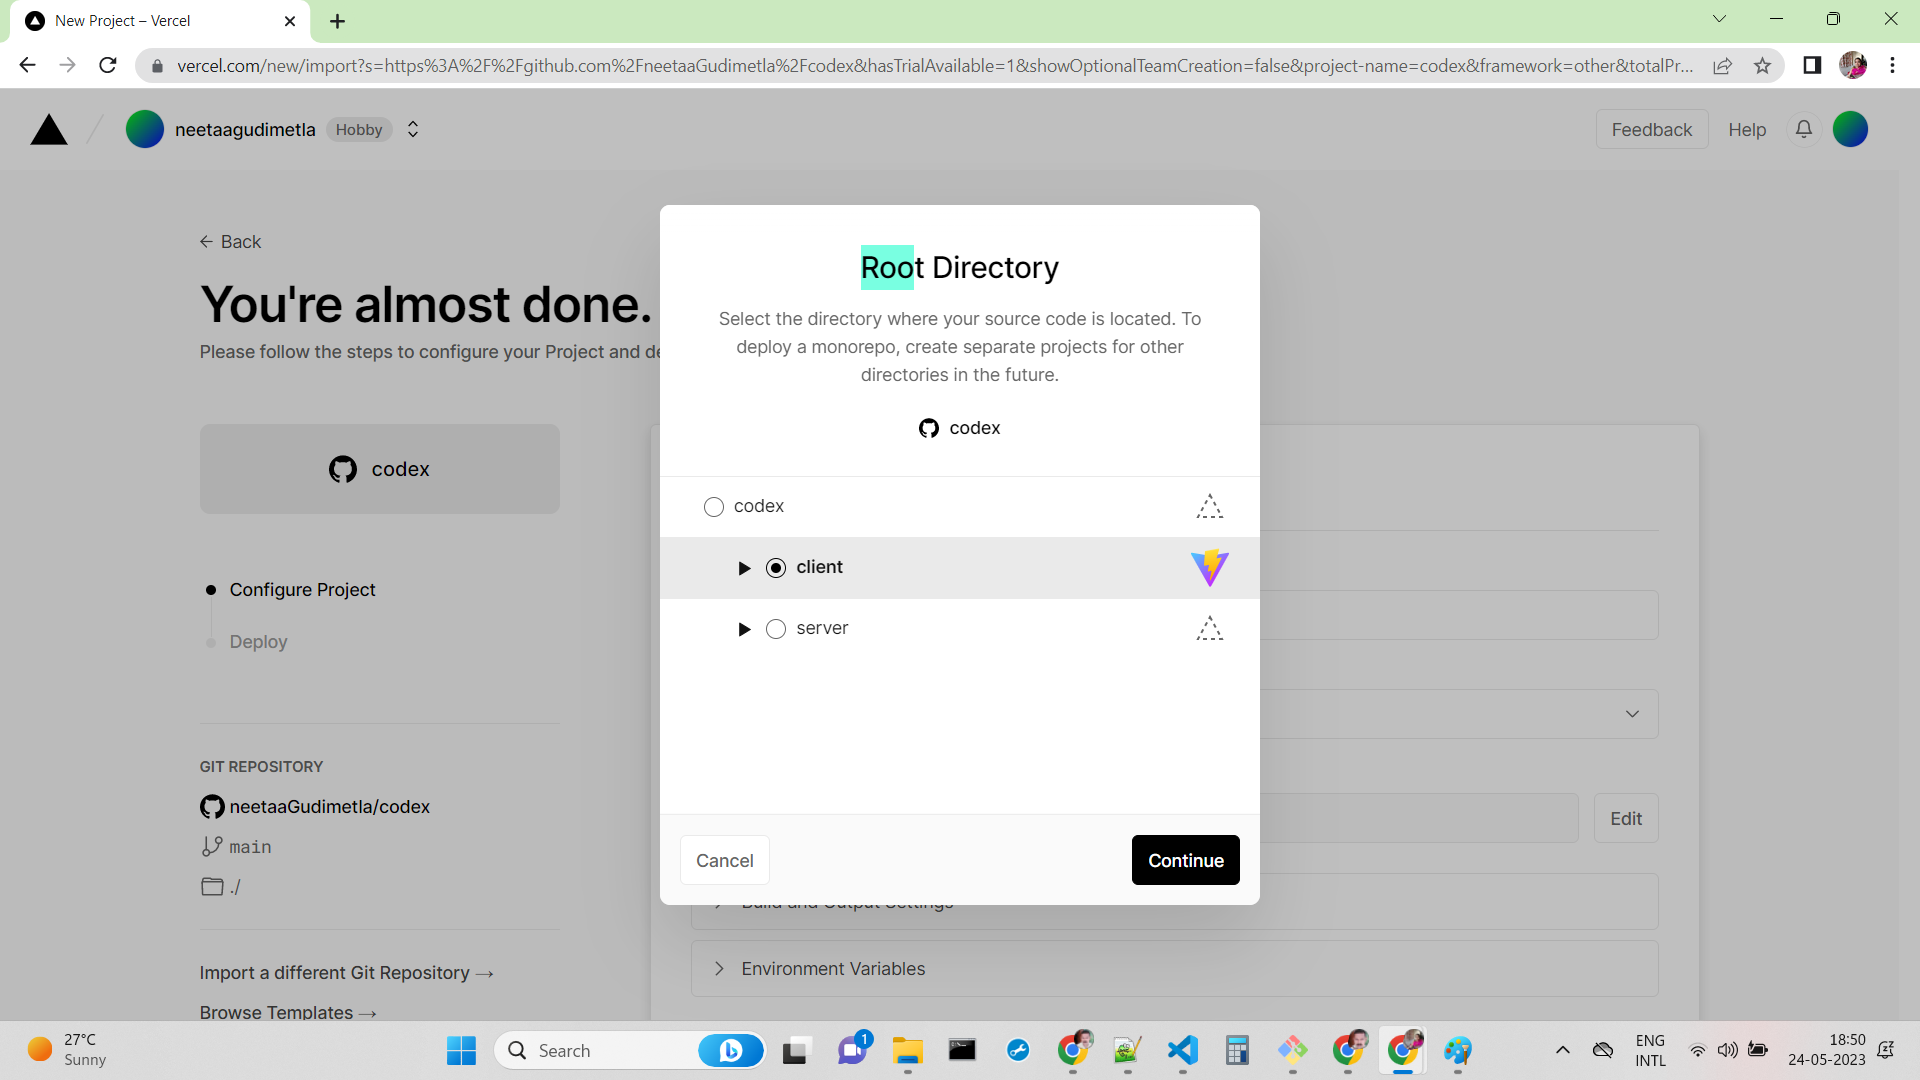 New Project – Vercel
vercel.com/new/import?s=https%3A%2F%2Fgithub.com%2FneetaaGudimetla%2Fcodex&hasTrialAvailable=1&showOptionalTeamCreation=false&project-name=codex&framework=other&totalPr...
neetaagudimetla Hobby
Feedback Help
← Back
You're almost done.
Please follow the steps to configure your Project and de
codex
Configure Project
Deploy
GIT REPOSITORY
neetaaGudimetla/codex
main
./
Import a different Git Repository →
Browse Templates →
Root Directory
Select the directory where your source code is located. To
deploy a monorepo, create separate projects for other
directories in the future.
codex
codex
client
server
Cancel Continue
Edit
Build and Output Settings
Environment Variables
27°C
Sunny
Search
1
ENG
INTL
18:50
24-05-2023